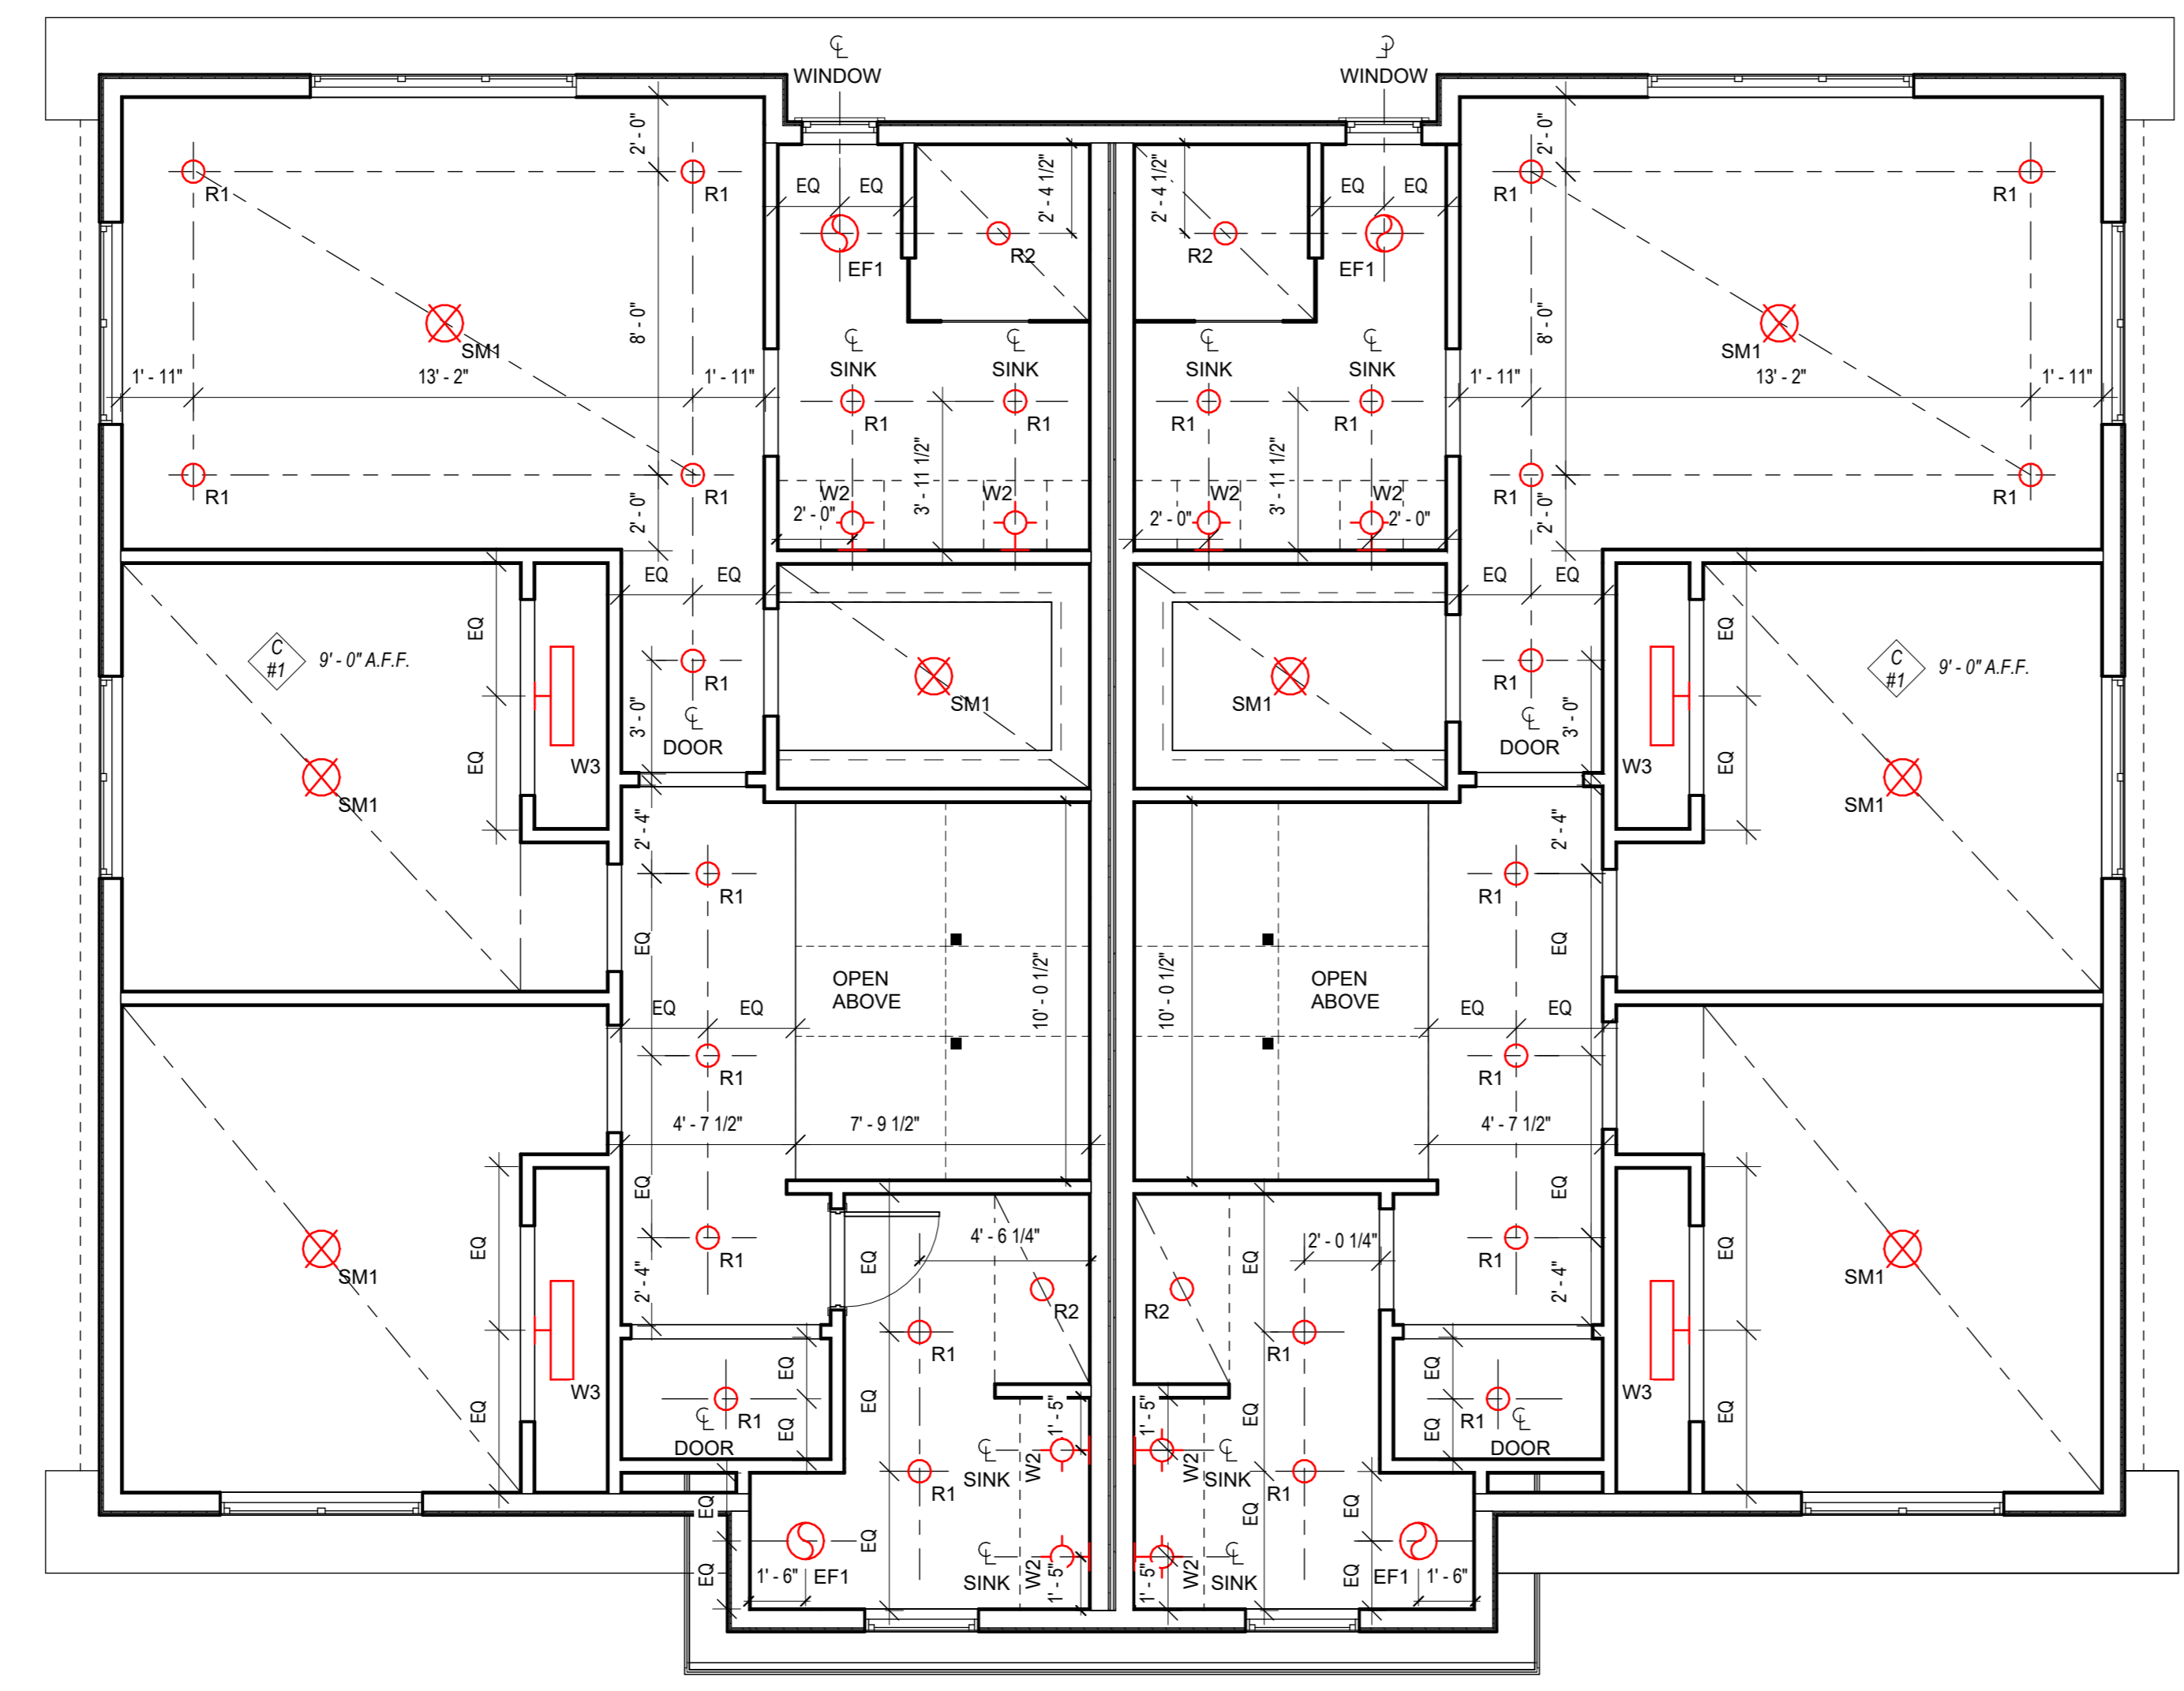 ℄
WINDOW
℄
WINDOW
2' - 0"
EQ
EQ
2' - 4 1/2"
2' - 4 1/2"
EQ
EQ
2' - 0"
R1
R1
EF1
R2
R2
EF1
R1
R1
8' - 0"
SM1
℄
SINK
℄
SINK
℄
SINK
℄
SINK
8' - 0"
SM1
1' - 11"
13' - 2"
1' - 11"
1' - 11"
13' - 2"
1' - 11"
R1
R1
R1
R1
3' - 11 1/2"
3' - 11 1/2"
R1
R1
W2
W2
W2
W2
R1
R1
2' - 0"
2' - 0"
2' - 0"
2' - 0"
2' - 0"
EQ
EQ
EQ
EQ
EQ
EQ
C
#1
9' - 0" A.F.F.
C
#1
9' - 0" A.F.F.
R1
SM1
SM1
R1
3' - 0"
℄
DOOR
℄
DOOR
3' - 0"
EQ
W3
W3
EQ
SM1
SM1
2' - 4"
2' - 4"
R1
R1
EQ
EQ
OPEN
ABOVE
10' - 0 1/2"
10' - 0 1/2"
OPEN
ABOVE
EQ
EQ
EQ
EQ
R1
R1
4' - 7 1/2"
7' - 9 1/2"
4' - 7 1/2"
EQ
EQ
EQ
4' - 6 1/4"
2' - 0 1/4"
EQ
EQ
EQ
R1
R1
SM1
SM1
2' - 4"
R2
R2
2' - 4"
R1
R1
EQ
EQ
W3
W3
EQ
EQ
EQ
EQ
EQ
EQ
R1
℄
DOOR
EQ
EQ
R1
℄
DOOR
1' - 5"
1' - 5"
℄
SINK
W2
W2
℄
SINK
R1
R1
EQ
EQ
EQ
EQ
EQ
EQ
℄
SINK
W2
W2
℄
SINK
1' - 6"
EF1
EF1
1' - 6"
1' - 5"
1' - 5"